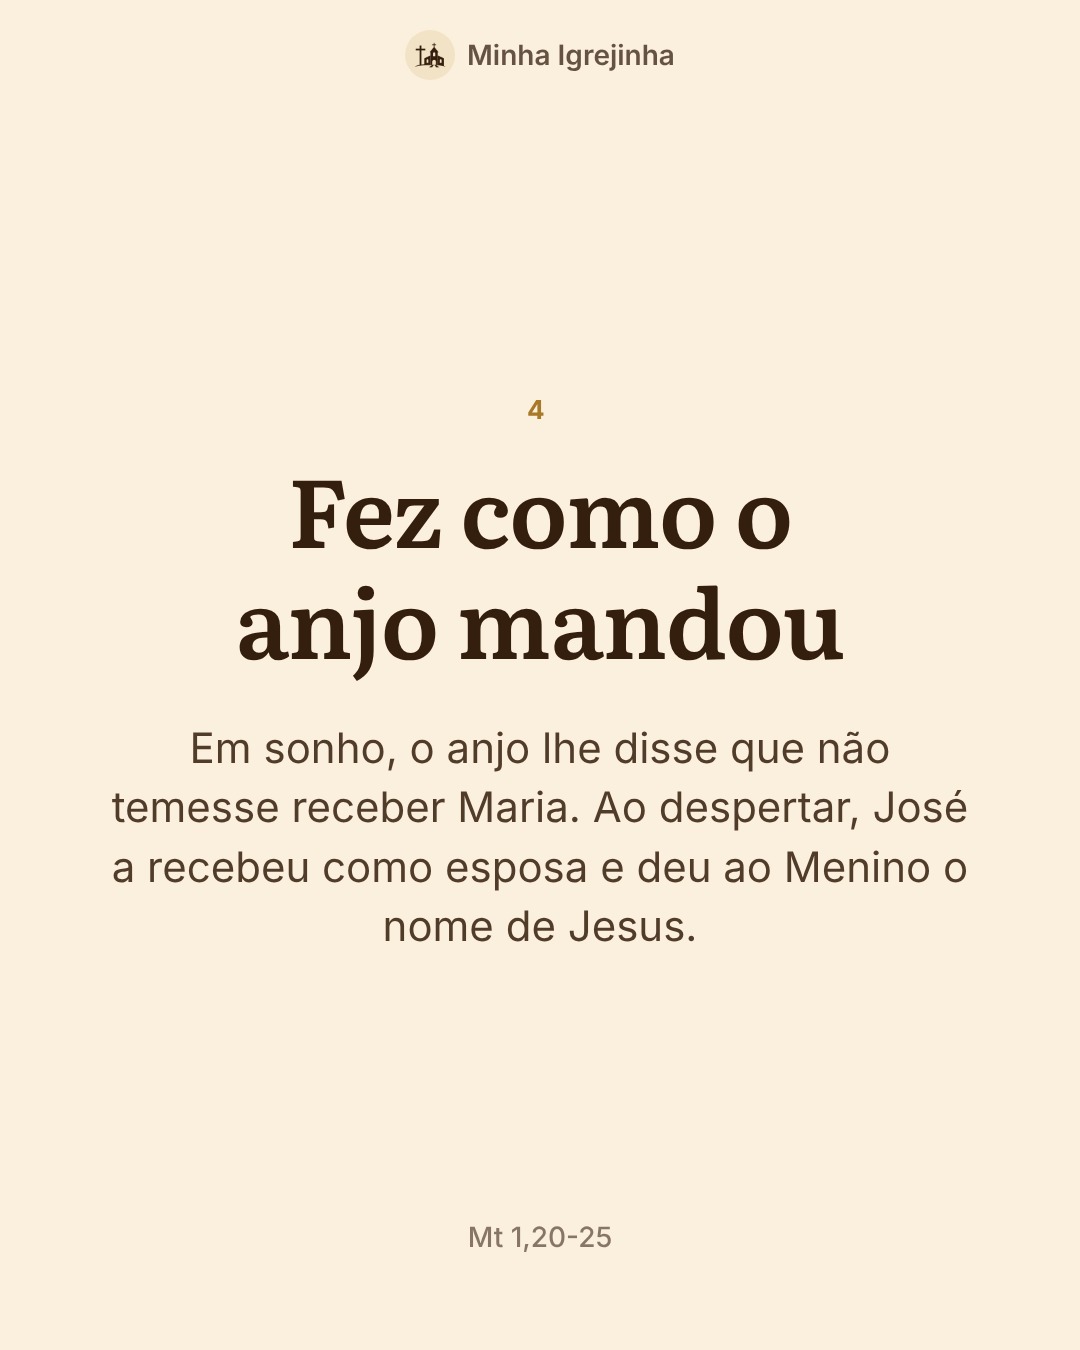 Minha Igrejinha
4
Fez como o
anjo mandou
Em sonho, o anjo lhe disse que não
temesse receber Maria. Ao despertar, José
a recebeu como esposa e deu ao Menino o
nome de Jesus.
Mt 1,20-25